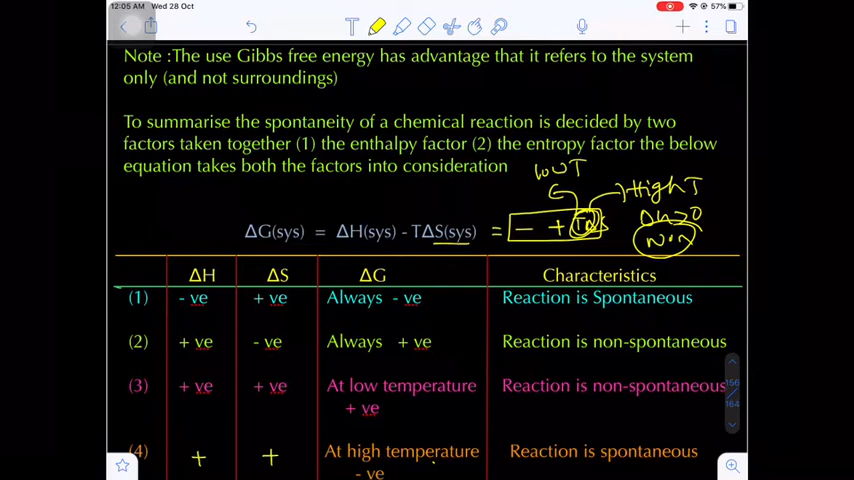 12:05 AM Wed 28 Oct
57%
Note :The use Gibbs free energy has advantage that it refers to the system
only (and not surroundings)
To summarise the spontaneity of a chemical reaction is decided by two
factors taken together (1) the enthalpy factor (2) the entropy factor the below
equation takes both the factors into consideration
low T
High T
ΔG(sys) = ΔH(sys) - TΔS(sys) = - +
Non
ΔH ΔS ΔG Characteristics
(1) - ve + ve Always - ve Reaction is Spontaneous
(2) + ve - ve Always + ve Reaction is non-spontaneous
(3) + ve + ve At low temperature Reaction is non-spontaneous
+ ve
156
164
(4) + + At high temperature Reaction is spontaneous
- ve